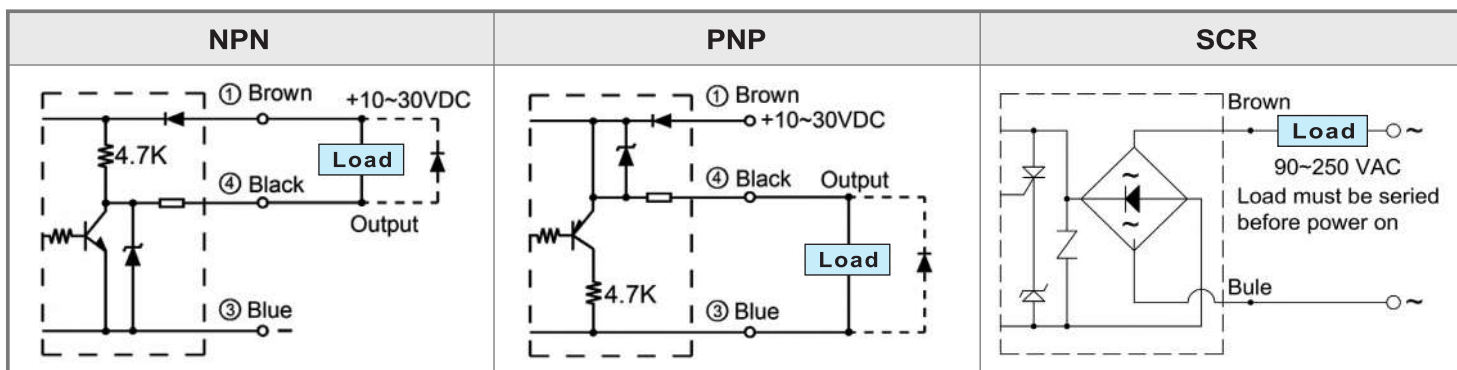 NPN
PNP
SCR
① Brown
+10~30VDC
4.7K
Load
④ Black
Output
③ Blue
−
① Brown
+10~30VDC
④ Black
Output
Load
4.7K
③ Blue
Brown
Load
~
90~250 VAC
Load must be seried
before power on
~
~
Bule
~